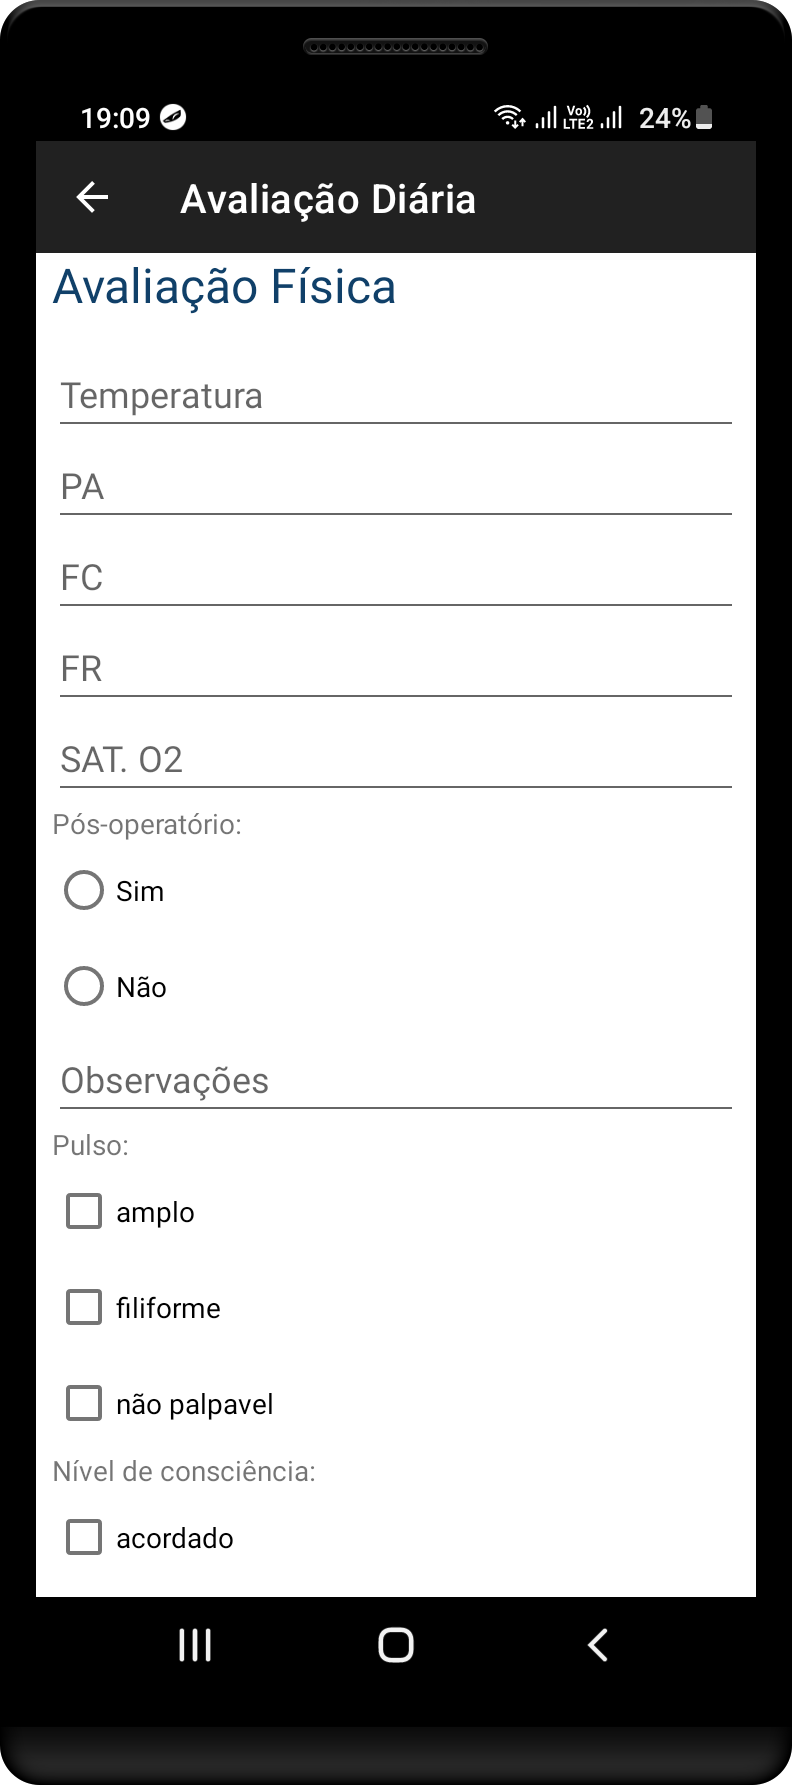 19:09 Vo)) LTE2 24%
Avaliação Diária
Avaliação Física
Temperatura
PA
FC
FR
SAT. O2
Pós-operatório:
Sim
Não
Observações
Pulso:
amplo
filiforme
não palpavel
Nível de consciência:
acordado